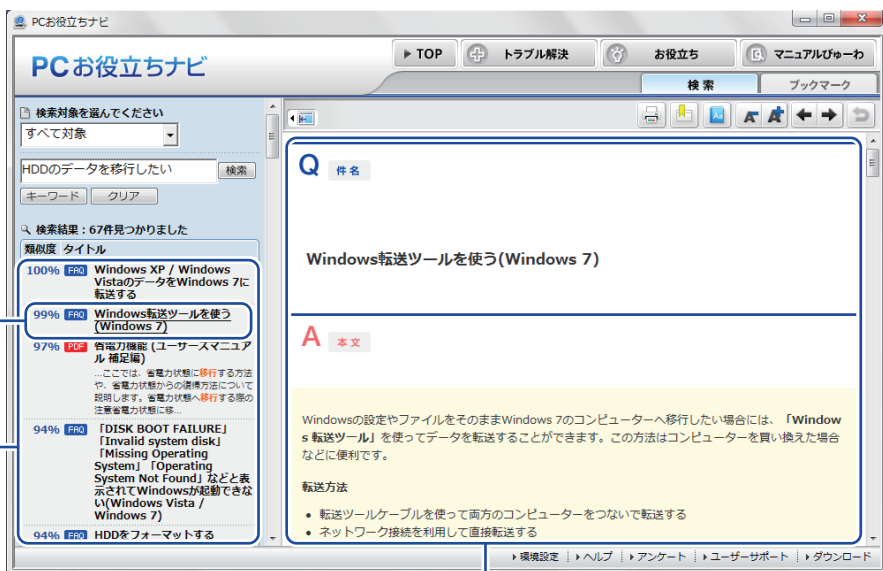 PCお役立ちナビ
PCお役立ちナビ
TOP
トラブル解決
お役立ち
マニュアルびゅーわ
検索
ブックマーク
検索対象を選んでください
すべて対象
HDDのデータを移行したい
検索
キーワード
クリア
検索結果：67件見つかりました
類似度 タイトル
100% FAQ Windows XP / Windows
VistaのデータをWindows 7に
転送する
99% FAQ Windows転送ツールを使う
(Windows 7)
97% PDF 省電力機能 (ユーザーズマニュア
ル 補足編)
...ここでは、省電力状態に移行する方法
や、省電力状態からの復帰方法について
説明します。省電力状態へ移行する際の
注意省電力状態に移...
94% FAQ 「DISK BOOT FAILURE」
「Invalid system disk」
「Missing Operating
System」「Operating
System Not Found」などと表
示されてWindowsが起動できな
い(Windows Vista /
Windows 7)
94% FAQ HDDをフォーマットする
Q 件名
Windows転送ツールを使う(Windows 7)
A 本文
Windowsの設定やファイルをそのままWindows 7のコンピューターへ移行したい場合には、「Window
s 転送ツール」を使ってデータを転送することができます。この方法はコンピューターを買い換えた場合
などに便利です。
転送方法
• 転送ツールケーブルを使って両方のコンピューターをつないで転送する
• ネットワーク接続を利用して直接転送する
環境設定 ヘルプ アンケート ユーザーサポート ダウンロード